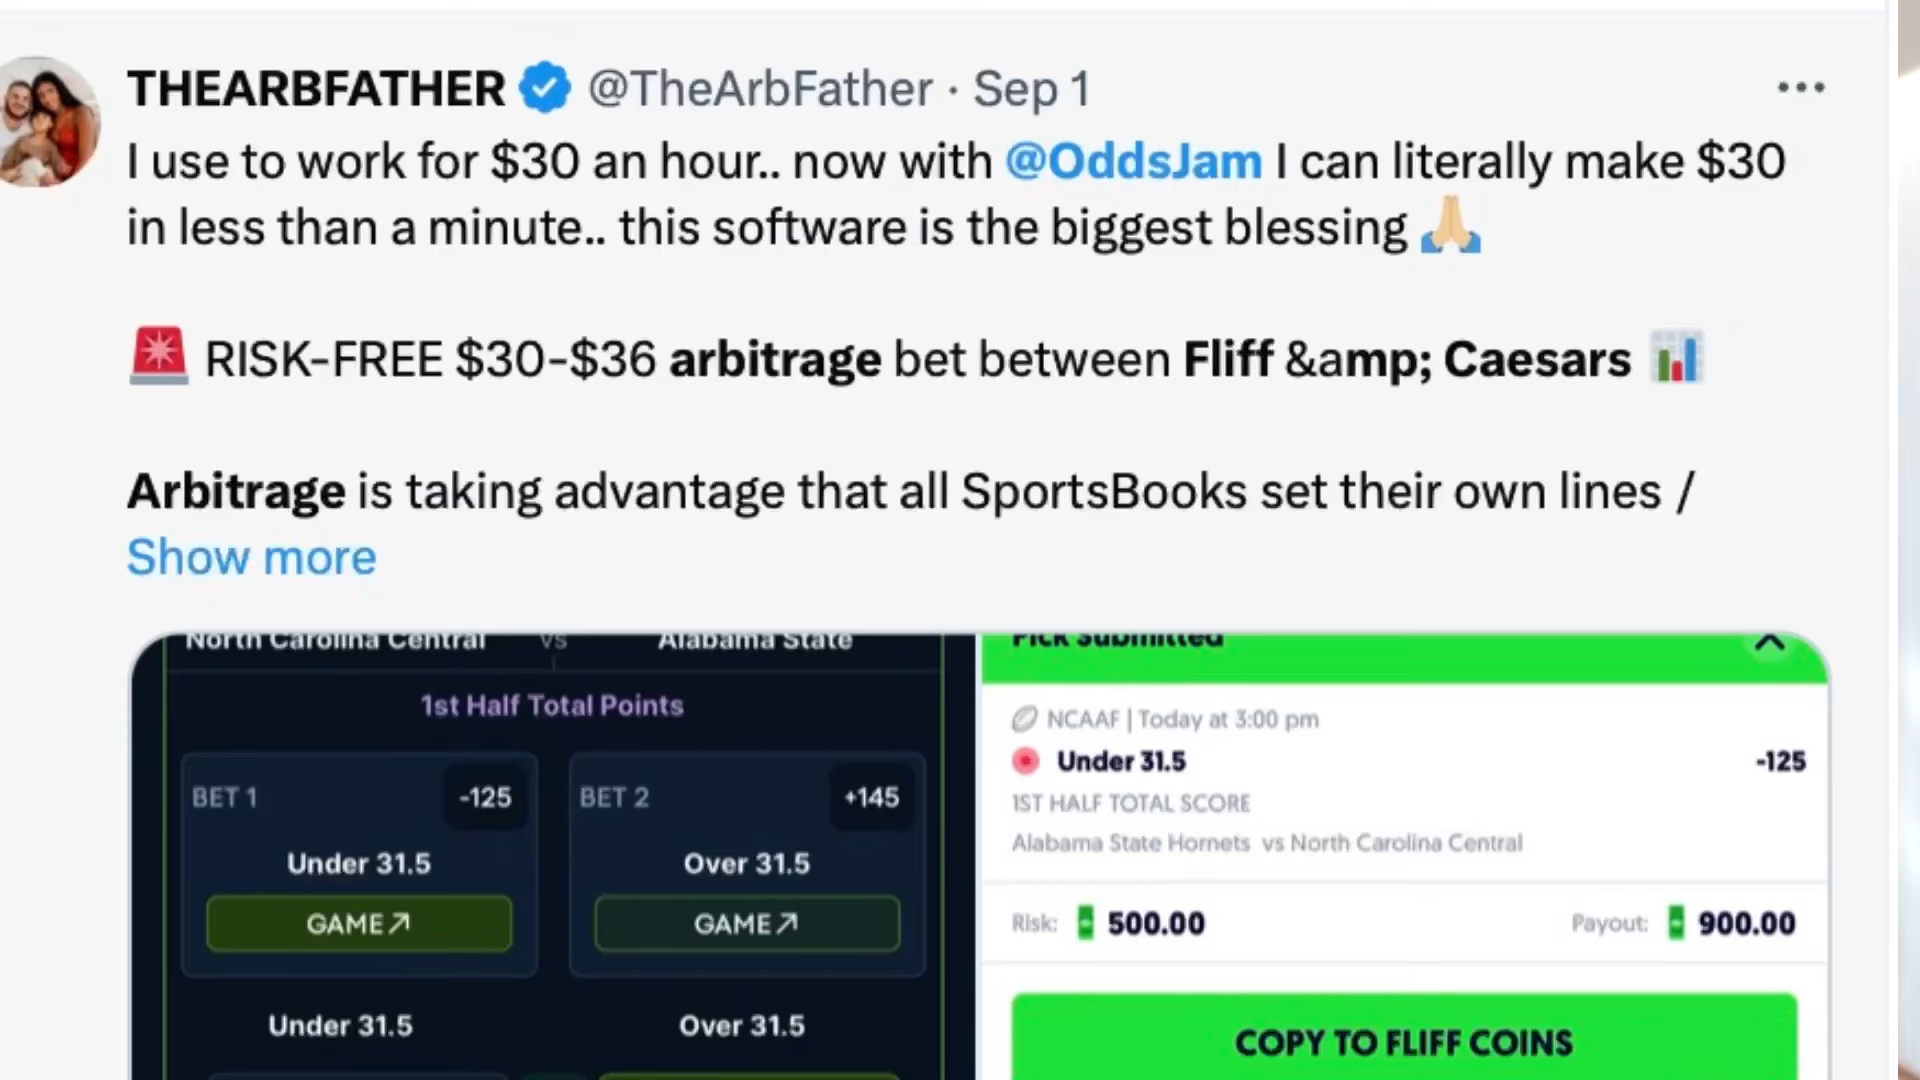 THEARBFATHER @TheArbFather · Sep 1
I use to work for $30 an hour.. now with @OddsJam I can literally make $30
in less than a minute.. this software is the biggest blessing 🙏🏼
🚨 RISK-FREE $30-$36 arbitrage bet between Fliff &amp; Caesars 📊
Arbitrage is taking advantage that all SportsBooks set their own lines /
Show more
North Carolina Central vs Alabama State
1st Half Total Points
BET 1 -125
Under 31.5
GAME↗
BET 2 +145
Over 31.5
GAME↗
Under 31.5
Over 31.5
Pick Submitted
NCAAF | Today at 3:00 pm
Under 31.5 -125
1ST HALF TOTAL SCORE
Alabama State Hornets vs North Carolina Central
Risk: 500.00 Payout: 900.00
COPY TO FLIFF COINS